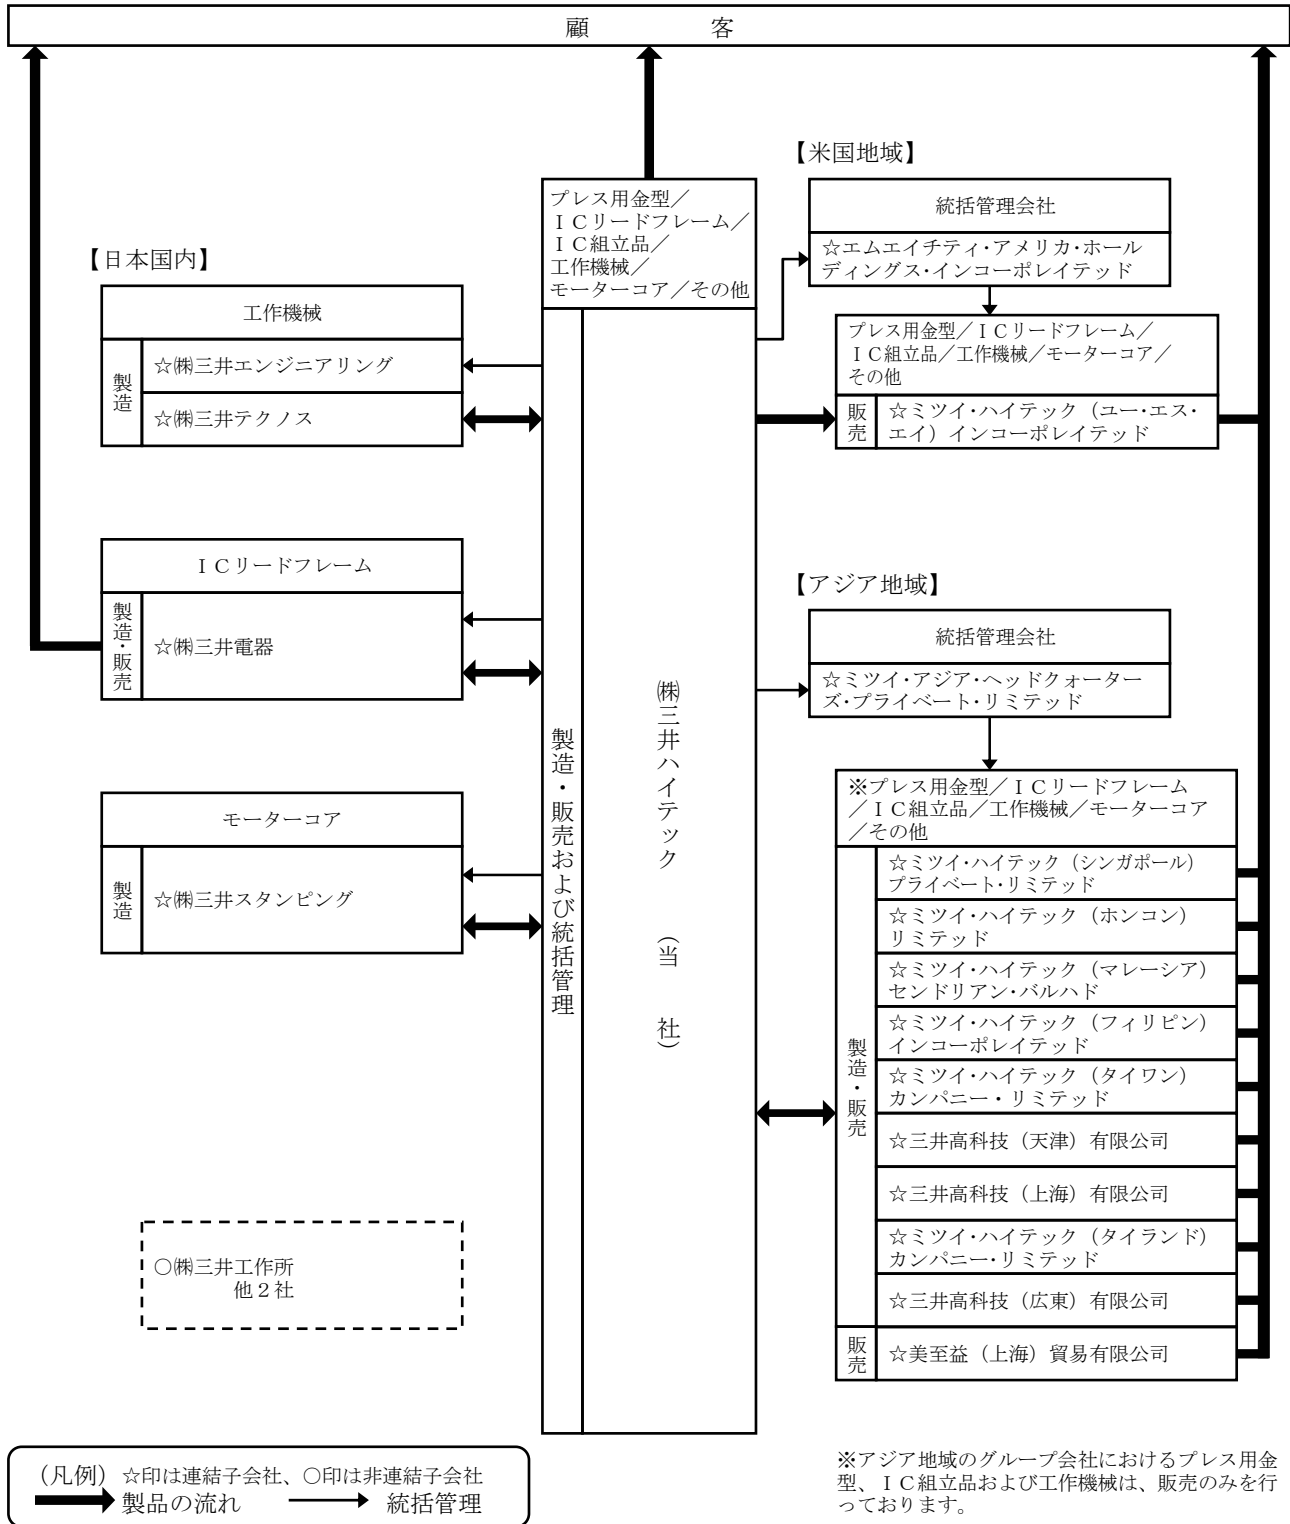 顧客
【日本国内】
工作機械
製造
☆㈱三井エンジニアリング
☆㈱三井テクノス
ＩＣリードフレーム
製造・販売
☆㈱三井電器
モーターコア
製造
☆㈱三井スタンピング
○㈱三井工作所
他２社
プレス用金型／
ＩＣリードフレーム／
ＩＣ組立品／
工作機械／
モーターコア／その他
製造・販売および統括管理
㈱三井ハイテック（当社）
【米国地域】
統括管理会社
☆エムエイチティ・アメリカ・ホール
ディングス・インコーポレイテッド
プレス用金型／ＩＣリードフレーム／
ＩＣ組立品／工作機械／モーターコア／
その他
販売
☆ミツイ・ハイテック（ユー・エス・
エイ）インコーポレイテッド
【アジア地域】
統括管理会社
☆ミツイ・アジア・ヘッドクォーター
ズ・プライベート・リミテッド
※プレス用金型／ＩＣリードフレーム
／ＩＣ組立品／工作機械／モーターコア
／その他
製造・販売
☆ミツイ・ハイテック（シンガポール）
プライベート・リミテッド
☆ミツイ・ハイテック（ホンコン）
リミテッド
☆ミツイ・ハイテック（マレーシア）
センドリアン・バルハド
☆ミツイ・ハイテック（フィリピン）
インコーポレイテッド
☆ミツイ・ハイテック（タイワン）
カンパニー・リミテッド
☆三井高科技（天津）有限公司
☆三井高科技（上海）有限公司
☆ミツイ・ハイテック（タイランド）
カンパニー・リミテッド
☆三井高科技（広東）有限公司
販売
☆美至益（上海）貿易有限公司
（凡例）☆印は連結子会社、○印は非連結子会社
製品の流れ 統括管理
※アジア地域のグループ会社におけるプレス用金
型、ＩＣ組立品および工作機械は、販売のみを行
っております。